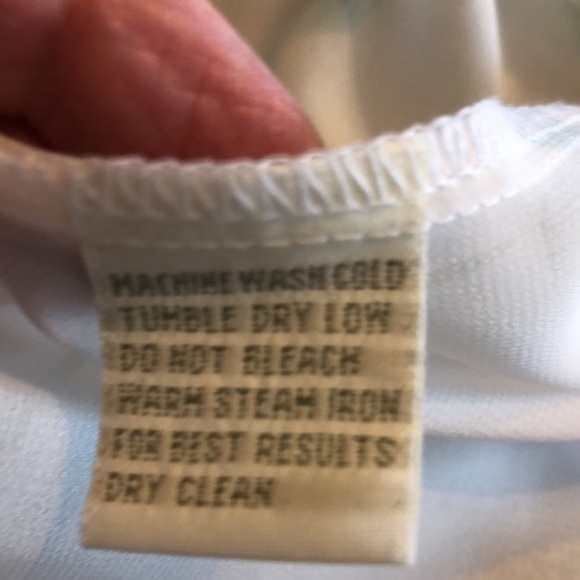 MACHINE WASH COLD
TUMBLE DRY LOW
DO NOT BLEACH
WARM STEAM IRON
FOR BEST RESULTS
DRY CLEAN